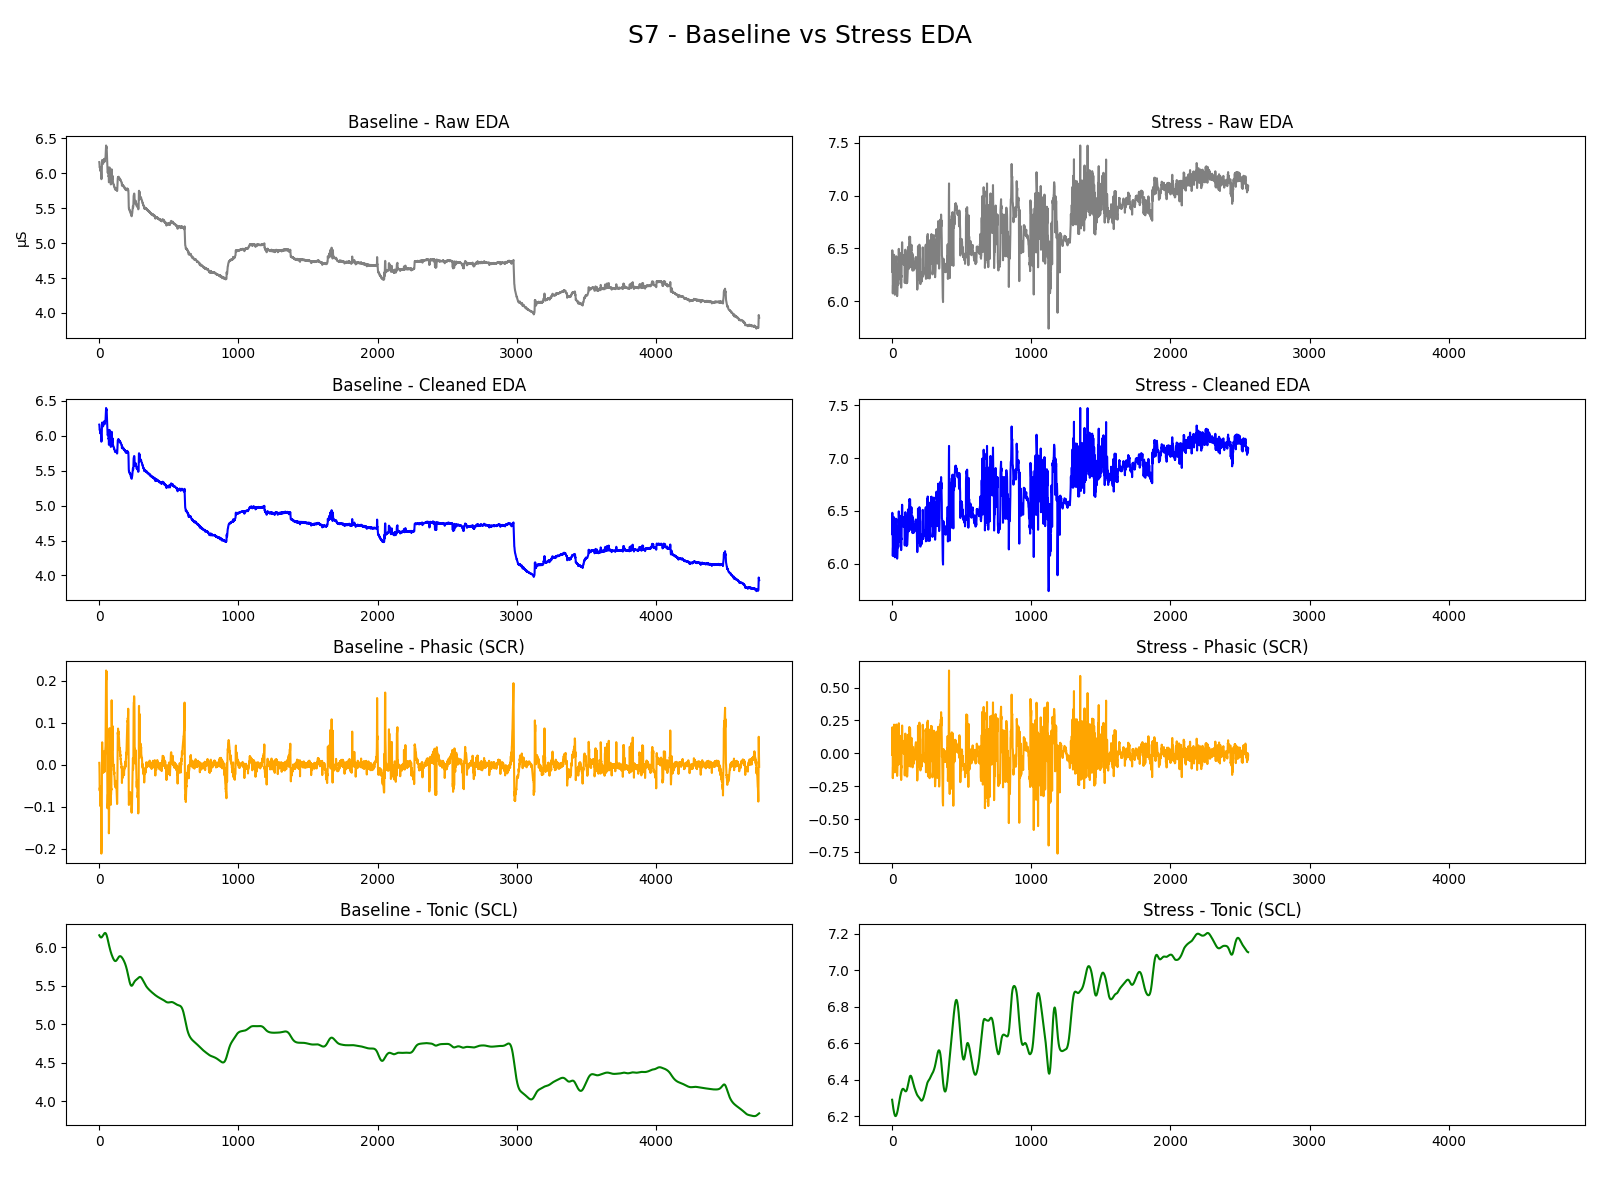 S7 - Baseline vs Stress EDA
Baseline - Raw EDA
Stress - Raw EDA
6.5
6.0
5.5
5.0
4.5
4.0
µS
0 1000 2000 3000 4000
7.5
7.0
6.5
6.0
0 1000 2000 3000 4000
Baseline - Cleaned EDA
Stress - Cleaned EDA
6.5
6.0
5.5
5.0
4.5
4.0
0 1000 2000 3000 4000
7.5
7.0
6.5
6.0
0 1000 2000 3000 4000
Baseline - Phasic (SCR)
Stress - Phasic (SCR)
0.2
0.1
0.0
−0.1
−0.2
0 1000 2000 3000 4000
0.50
0.25
0.00
−0.25
−0.50
−0.75
0 1000 2000 3000 4000
Baseline - Tonic (SCL)
Stress - Tonic (SCL)
6.0
5.5
5.0
4.5
4.0
0 1000 2000 3000 4000
7.2
7.0
6.8
6.6
6.4
6.2
0 1000 2000 3000 4000